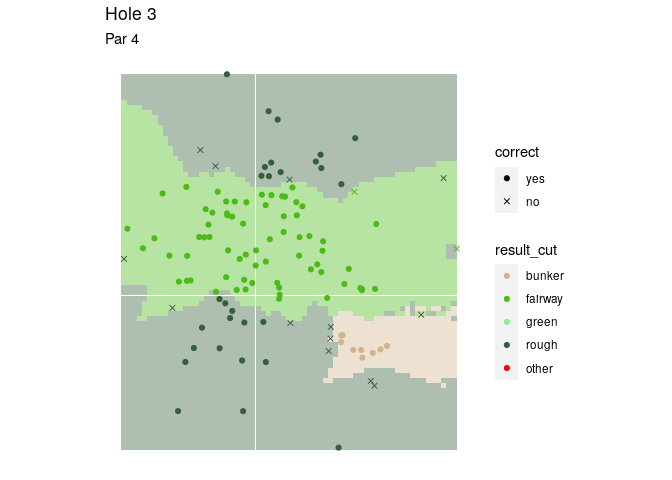 Hole 3
Par 4
correct
yes
no
result_cut
bunker
fairway
green
rough
other